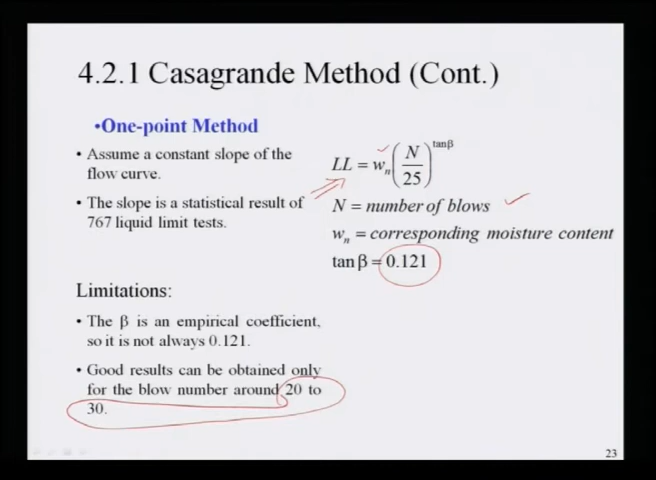 4.2.1 Casagrande Method (Cont.)
•One-point Method
• Assume a constant slope of the
flow curve.
• The slope is a statistical result of
767 liquid limit tests.
Limitations:
• The β is an empirical coefficient,
so it is not always 0.121.
• Good results can be obtained only
for the blow number around 20 to
30.
LL = wn(N/25)^tanβ
N = number of blows
wn = corresponding moisture content
tan β = 0.121
23